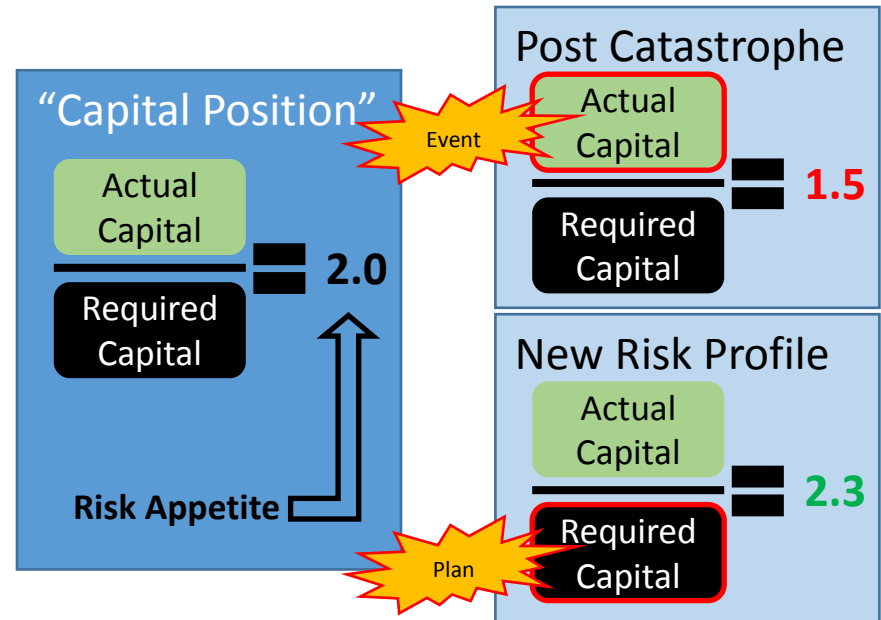 “Capital Position”
Actual
Capital
Required
Capital
2.0
Risk Appetite
Event
Post Catastrophe
Actual
Capital
Required
Capital
1.5
Plan
New Risk Profile
Actual
Capital
Required
Capital
2.3